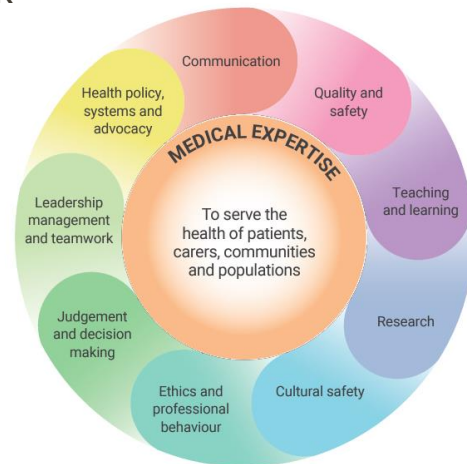 Communication
Quality and
safety
Teaching
and learning
Research
Cultural safety
Ethics and
professional
behaviour
Judgement
and decision
making
Leadership
management
and teamwork
Health policy,
systems and
advocacy
MEDICAL EXPERTISE
To serve the
health of patients,
carers, communities
and populations